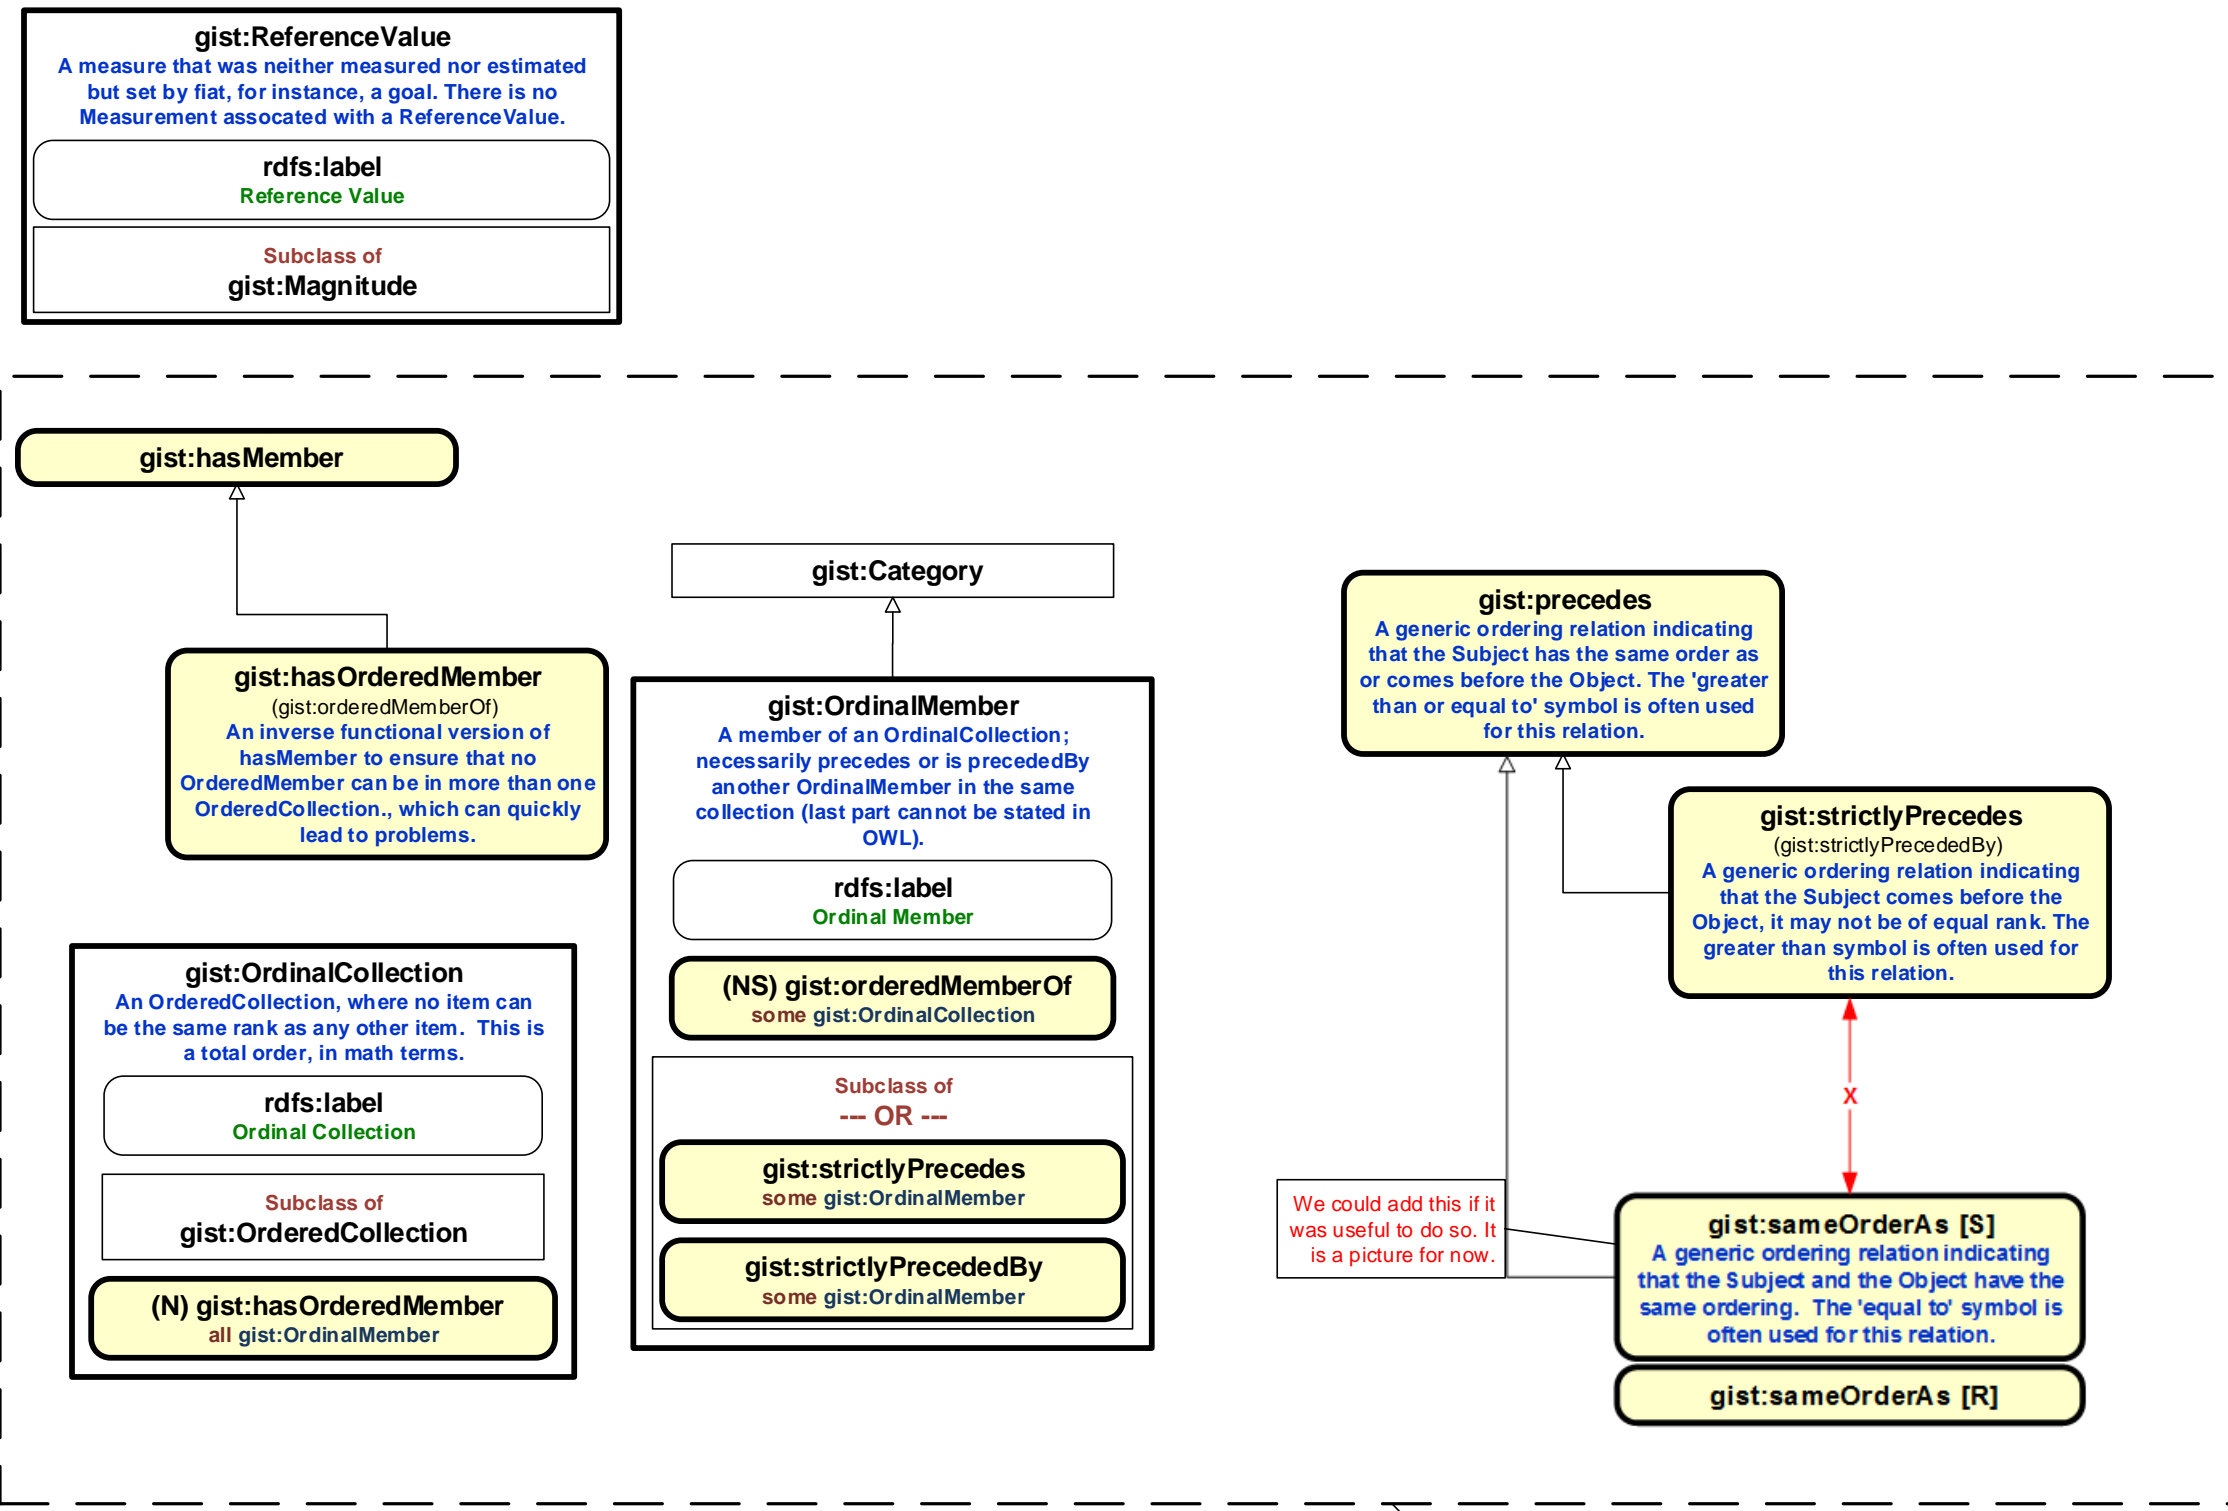 gist:ReferenceValue
A measure that was neither measured nor estimated
but set by fiat, for instance, a goal. There is no
Measurement assocated with a ReferenceValue.
rdfs:label
Reference Value
Subclass of
gist:Magnitude
gist:hasMember
gist:hasOrderedMember
(gist:orderedMemberOf)
An inverse functional version of
hasMember to ensure that no
OrderedMember can be in more than one
OrderedCollection., which can quickly
lead to problems.
gist:OrdinalCollection
An OrderedCollection, where no item can
be the same rank as any other item.  This is
a total order, in math terms.
rdfs:label
Ordinal Collection
Subclass of
gist:OrderedCollection
(N) gist:hasOrderedMember
all gist:OrdinalMember
gist:Category
gist:OrdinalMember
A member of an OrdinalCollection;
necessarily precedes or is precededBy
another OrdinalMember in the same
collection (last part cannot be stated in
OWL).
rdfs:label
Ordinal Member
(NS) gist:orderedMemberOf
some gist:OrdinalCollection
Subclass of
--- OR ---
gist:strictlyPrecedes
some gist:OrdinalMember
gist:strictlyPrecededBy
some gist:OrdinalMember
gist:precedes
A generic ordering relation indicating
that the Subject has the same order as
or comes before the Object. The 'greater
than or equal to' symbol is often used
for this relation.
gist:strictlyPrecedes
(gist:strictlyPrecededBy)
A generic ordering relation indicating
that the Subject comes before the
Object, it may not be of equal rank. The
greater than symbol is often used for
this relation.
X
We could add this if it
was useful to do so. It
is a picture for now.
gist:sameOrderAs [S]
A generic ordering relation indicating
that the Subject and the Object have the
same ordering.  The 'equal to' symbol is
often used for this relation.
gist:sameOrderAs [R]